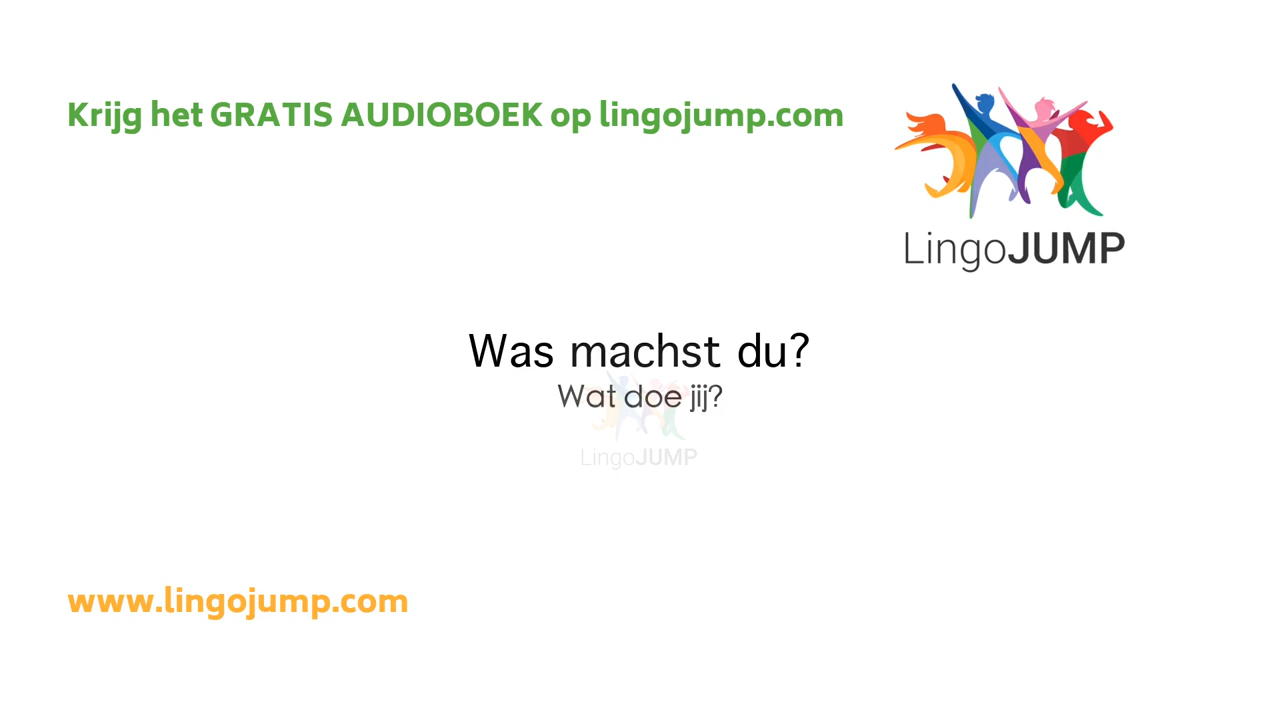 Krijg het GRATIS AUDIOBOEK op lingojump.com
LingoJUMP
Was machst du?
Wat doe jij?
LingoJUMP
www.lingojump.com